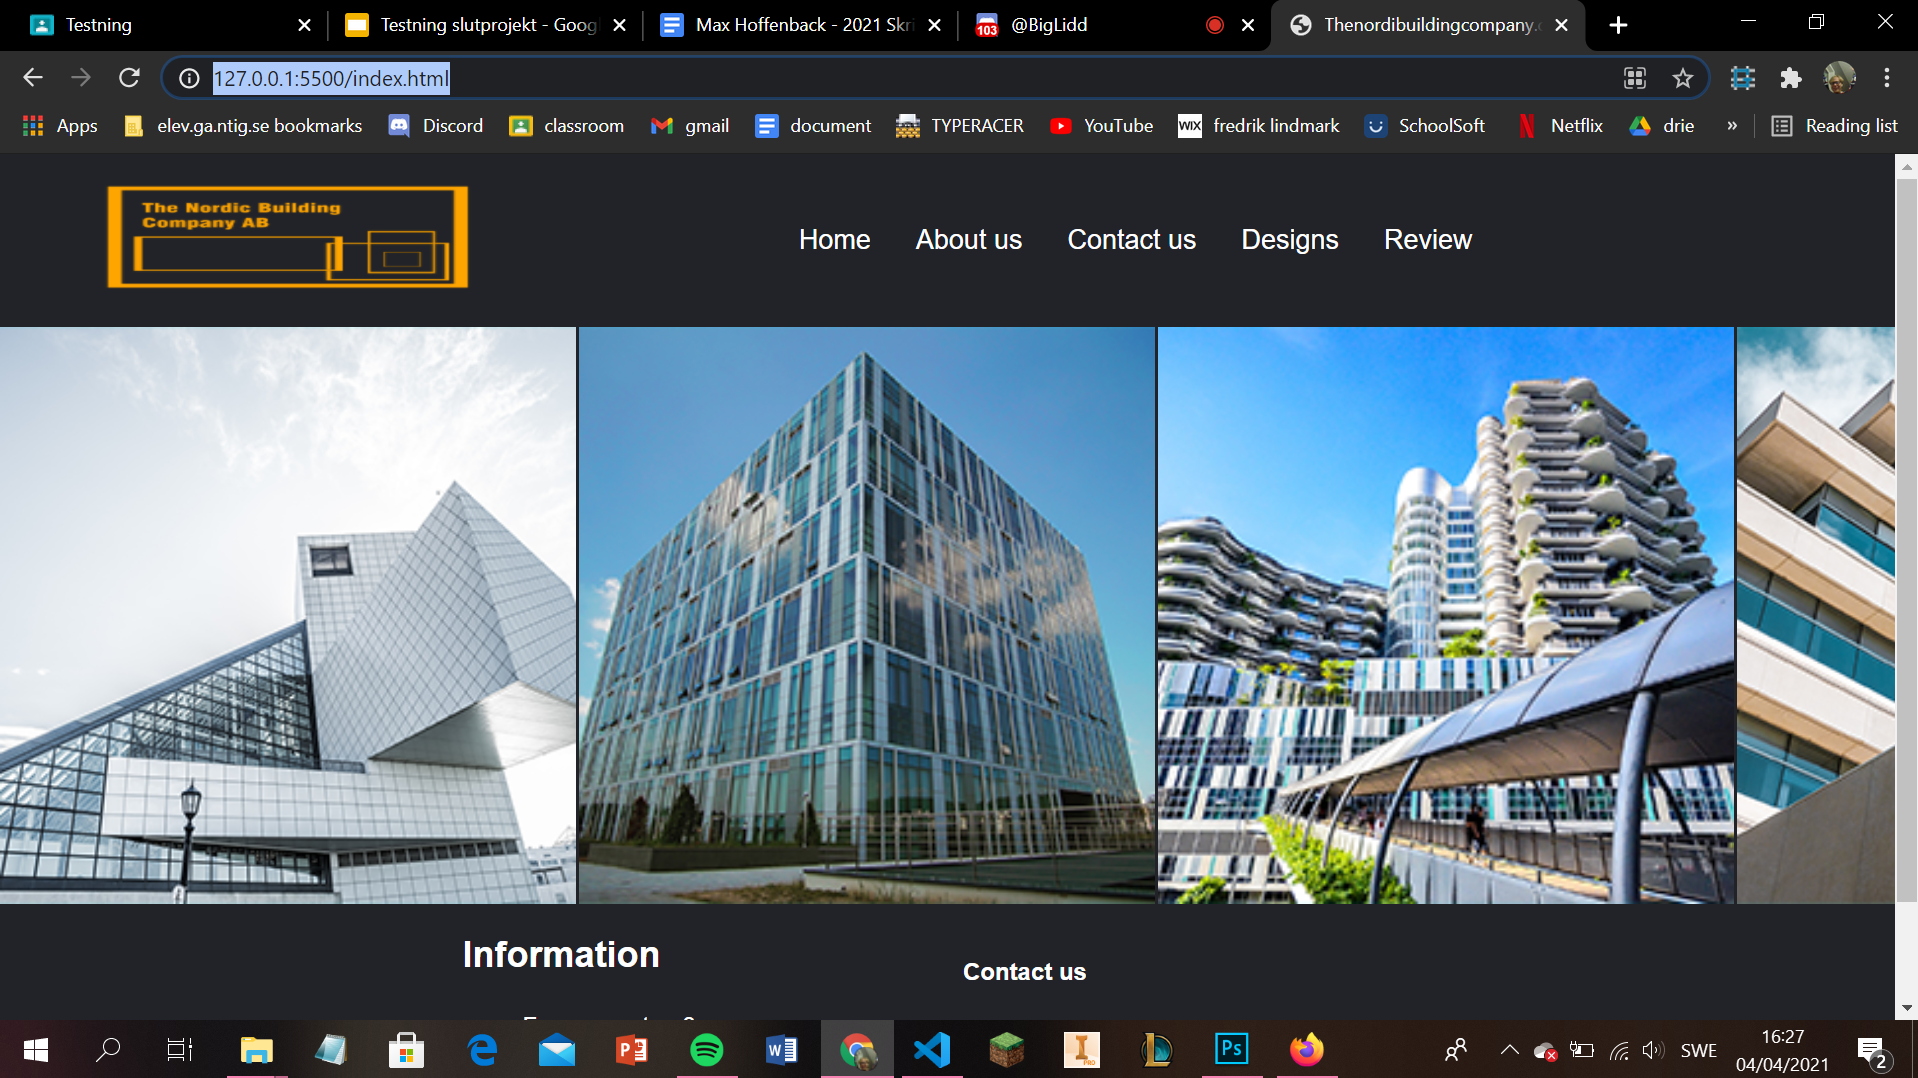 Testning
Testning slutprojekt - Goog
Max Hoffenback - 2021 Skri
103
@BigLidd
Thenordibuildingcompany.
127.0.0.1:5500/index.html
Apps
elev.ga.ntig.se bookmarks
Discord
classroom
gmail
document
TYPERACER
YouTube
WIX
fredrik lindmark
SchoolSoft
Netflix
drie
»
Reading list
The Nordic Building
Company AB
Home
About us
Contact us
Designs
Review
Information
Contact us
Ps
PRO
SWE
16:27
04/04/2021
2